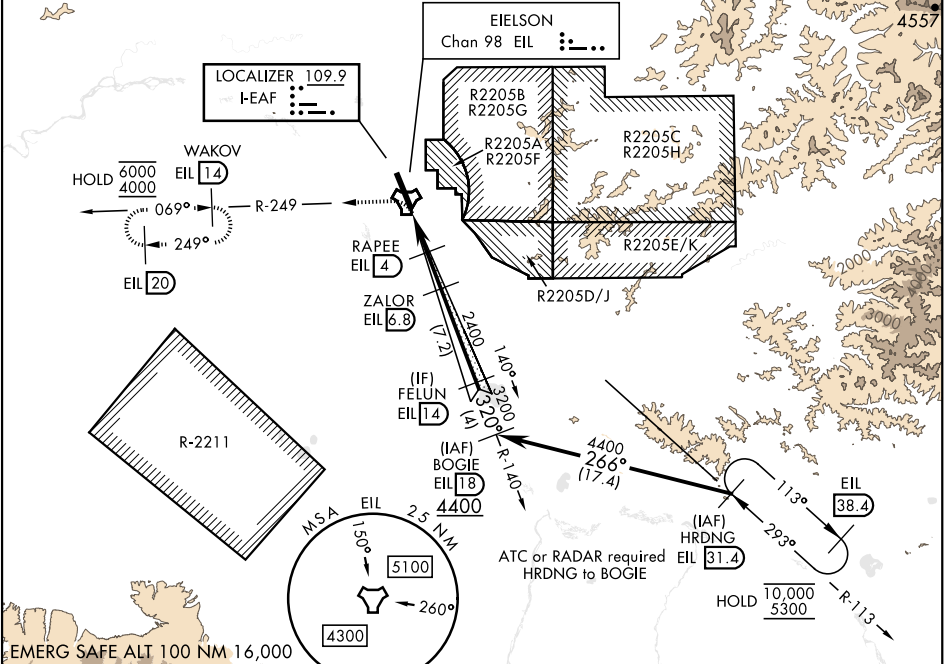 4557
EIELSON
Chan 98 EIL
LOCALIZER 109.9
I-EAF
R2205B
R2205G
R2205A
R2205F
R2205C
R2205H
R2205E/K
R2205D/J
WAKOV
EIL 14
HOLD 6000
4000
069°
249°
R-249
EIL 20
RAPEE
EIL 4
ZALOR
EIL 6.8
2400
(7.2)
140°
3200
(IF)
FELUN
EIL 14
(4)
320°
(IAF)
BOGIE
EIL 18
4400
R-140
4400
266°
(17.4)
2000
3000
4000
R-2211
113°
293°
EIL
38.4
(IAF)
HRDNG
EIL 31.4
ATC or RADAR required
HRDNG to BOGIE
HOLD 10,000
5300
R-113
MSA EIL 25 NM
150°
5100
260°
4300
EMERG SAFE ALT 100 NM 16,000